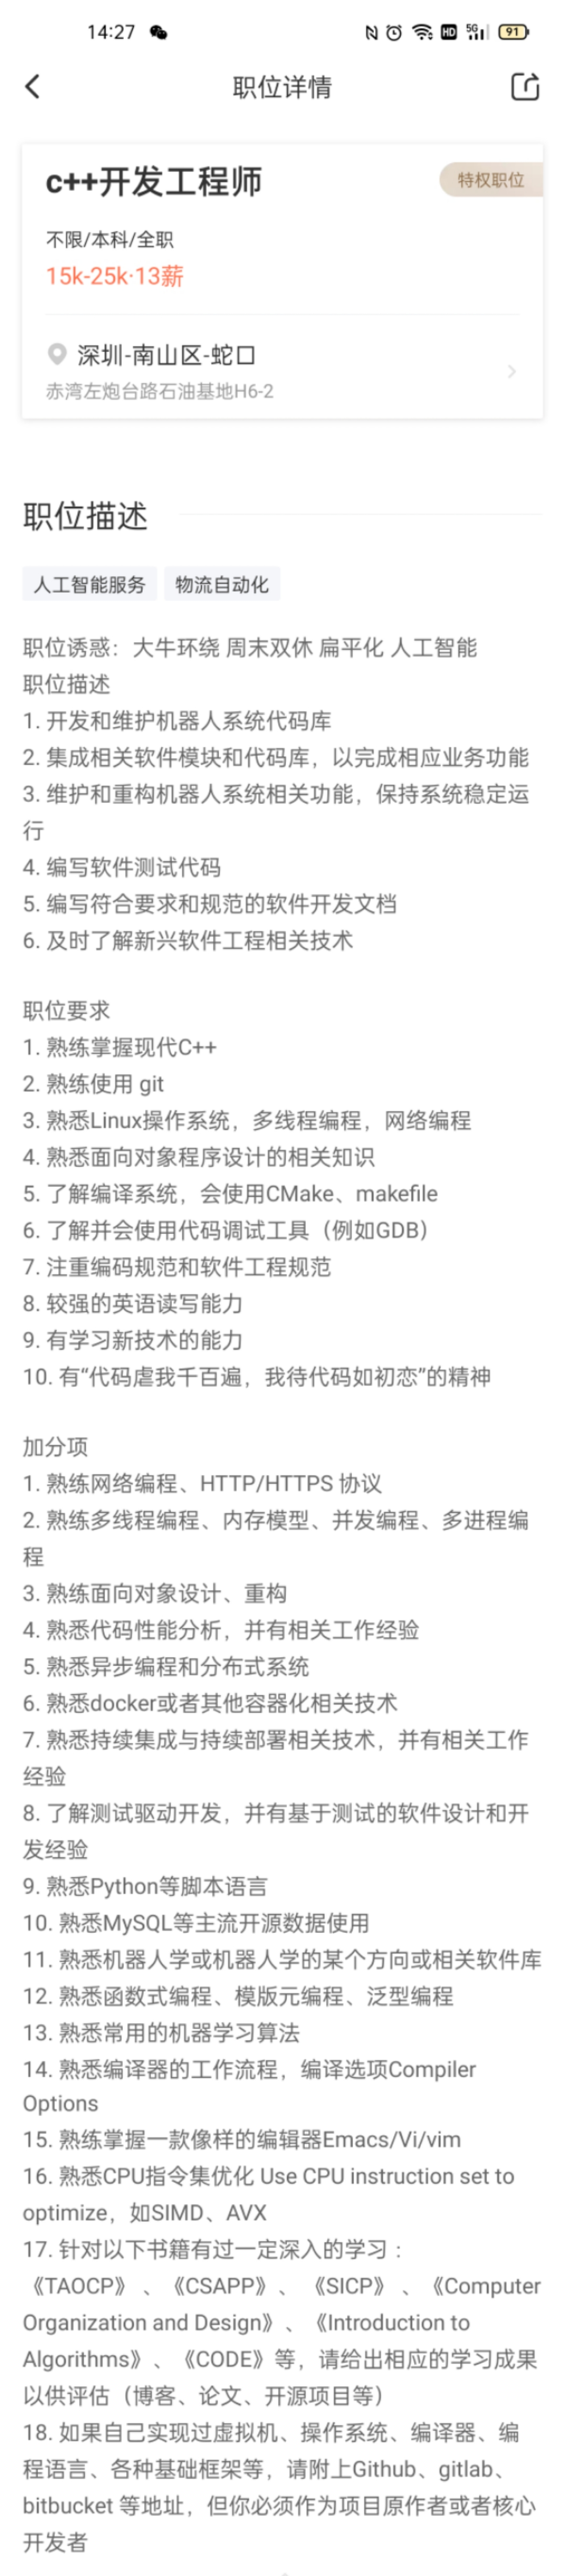 14:27
HD 5G 91
职位详情
c++开发工程师
特权职位
不限/本科/全职
15k-25k·13薪
深圳-南山区-蛇口
赤湾左炮台路石油基地H6-2
职位描述
人工智能服务 物流自动化
职位诱惑：大牛环绕 周末双休 扁平化 人工智能
职位描述
1. 开发和维护机器人系统代码库
2. 集成相关软件模块和代码库，以完成相应业务功能
3. 维护和重构机器人系统相关功能，保持系统稳定运
行
4. 编写软件测试代码
5. 编写符合要求和规范的软件开发文档
6. 及时了解新兴软件工程相关技术
职位要求
1. 熟练掌握现代C++
2. 熟练使用 git
3. 熟悉Linux操作系统，多线程编程，网络编程
4. 熟悉面向对象程序设计的相关知识
5. 了解编译系统，会使用CMake、makefile
6. 了解并会使用代码调试工具（例如GDB）
7. 注重编码规范和软件工程规范
8. 较强的英语读写能力
9. 有学习新技术的能力
10. 有“代码虐我千百遍，我待代码如初恋”的精神
加分项
1. 熟练网络编程、HTTP/HTTPS 协议
2. 熟练多线程编程、内存模型、并发编程、多进程编
程
3. 熟练面向对象设计、重构
4. 熟悉代码性能分析，并有相关工作经验
5. 熟悉异步编程和分布式系统
6. 熟悉docker或者其他容器化相关技术
7. 熟悉持续集成与持续部署相关技术，并有相关工作
经验
8. 了解测试驱动开发，并有基于测试的软件设计和开
发经验
9. 熟悉Python等脚本语言
10. 熟悉MySQL等主流开源数据使用
11. 熟悉机器人学或机器人学的某个方向或相关软件库
12. 熟悉函数式编程、模版元编程、泛型编程
13. 熟悉常用的机器学习算法
14. 熟悉编译器的工作流程，编译选项Compiler
Options
15. 熟练掌握一款像样的编辑器Emacs/Vi/vim
16. 熟悉CPU指令集优化 Use CPU instruction set to
optimize，如SIMD、AVX
17. 针对以下书籍有过一定深入的学习：
《TAOCP》 、《CSAPP》、 《SICP》 、《Computer
Organization and Design》、《Introduction to
Algorithms》、《CODE》等，请给出相应的学习成果
以供评估（博客、论文、开源项目等）
18. 如果自己实现过虚拟机、操作系统、编译器、编
程语言、各种基础框架等，请附上Github、gitlab、
bitbucket 等地址，但你必须作为项目原作者或者核心
开发者